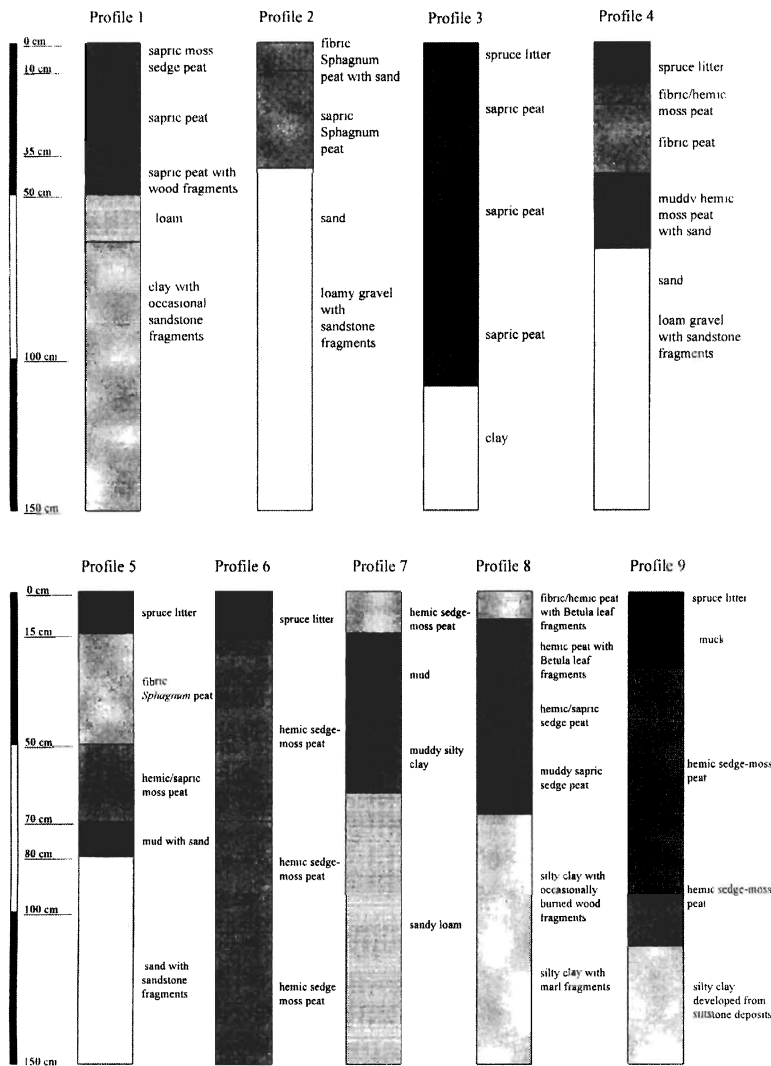 Profile 1
Profile 2
Profile 3
Profile 4
0 cm
10 cm
35 cm
50 cm
100 cm
150 cm
sapric moss
sedge peat
sapric peat
sapric peat with
wood fragments
loam
clay with
occasional
sandstone
fragments
fibric
Sphagnum
peat with sand
sapric
Sphagnum
peat
sand
loamy gravel
with
sandstone
fragments
spruce litter
sapric peat
sapric peat
sapric peat
clay
spruce litter
fibric/hemic
moss peat
fibric peat
muddy hemic
moss peat
with sand
sand
loam gravel
with sandstone
fragments
Profile 5
Profile 6
Profile 7
Profile 8
Profile 9
0 cm
15 cm
50 cm
70 cm
80 cm
100 cm
150 cm
spruce litter
fibric
Sphagnum peat
hemic/sapric
moss peat
mud with sand
sand with
sandstone
fragments
spruce litter
hemic sedge-
moss peat
hemic sedge-
moss peat
hemic sedge
moss peat
hemic sedge-
moss peat
mud
muddy silty
clay
sandy loam
fibric/hemic peat
with Betula leaf
fragments
hemic peat with
Betula leaf
fragments
hemic/sapric
sedge peat
muddy sapric
sedge peat
silty clay with
occasionally
burned wood
fragments
silty clay with
marl fragments
spruce litter
muck
hemic sedge-moss
peat
hemic sedge-moss
peat
silty clay
developed from
siltstone deposits